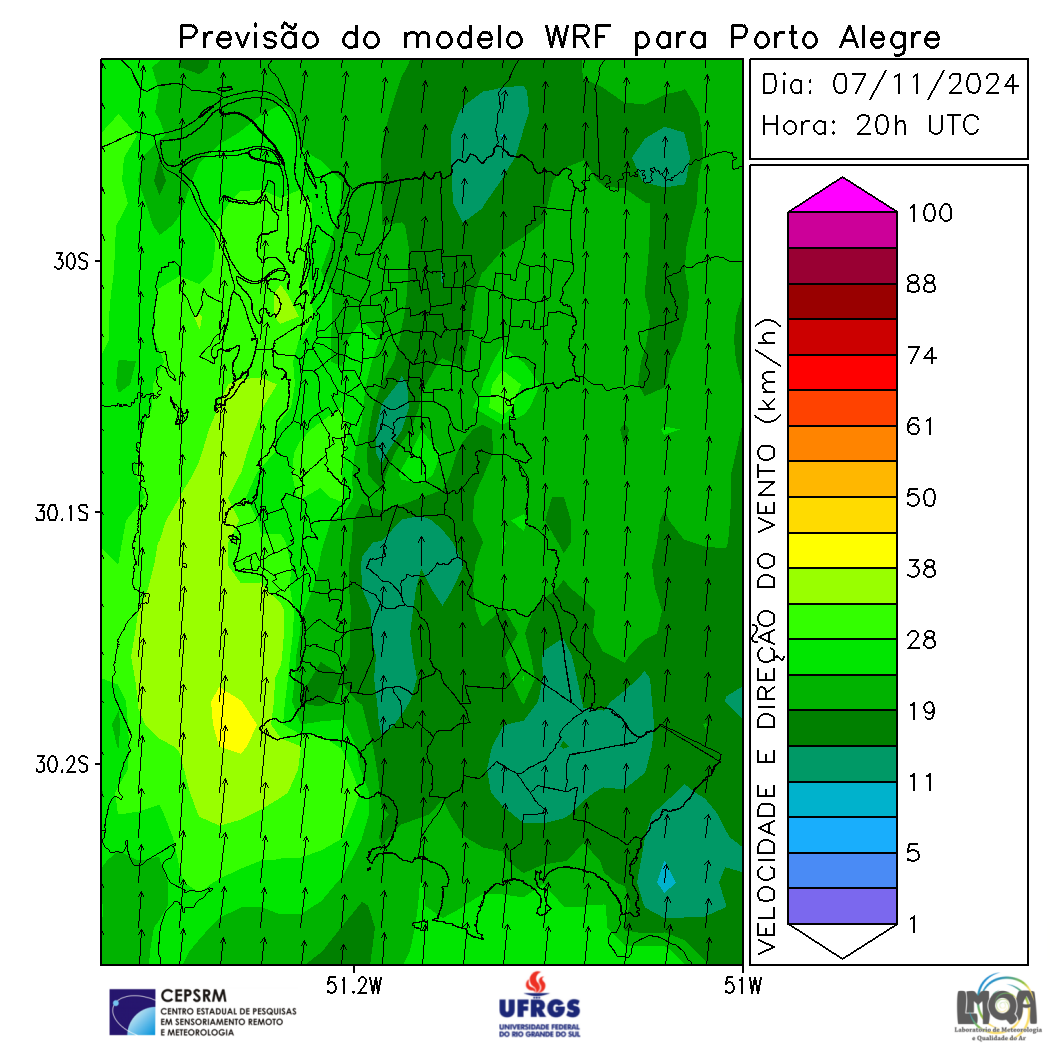 Previsão do modelo WRF para Porto Alegre
Dia: 07/11/2024
Hora: 20h UTC
30S
30.1S
30.2S
51.2W
51W
VELOCIDADE E DIREÇÃO DO VENTO (km/h)
100
88
74
61
50
38
28
19
11
5
1
CEPSRM
CENTRO ESTADUAL DE PESQUISAS
EM SENSORIAMENTO REMOTO
E METEOROLOGIA
UFRGS
UNIVERSIDADE FEDERAL
DO RIO GRANDE DO SUL
LMQA
Laboratório de Meteorologia
e Qualidade do Ar